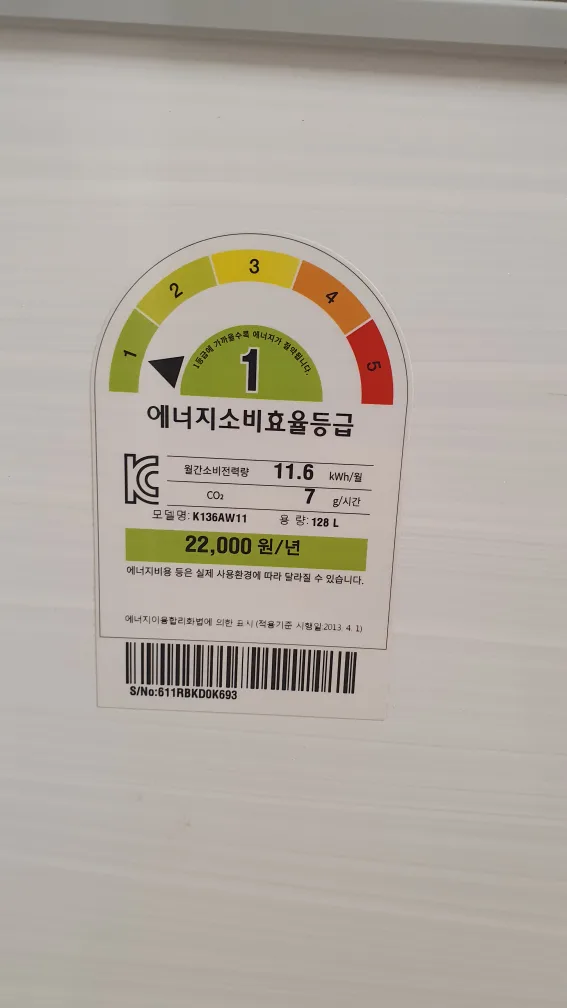 1 2 3 4 5
1등급에 가까울수록 에너지가 절약됩니다.
1
에너지소비효율등급
월간소비전력량 11.6 kWh/월
CO₂ 7 g/시간
모델명: K136AW11 용 량: 128 L
22,000 원/년
에너지비용 등은 실제 사용환경에 따라 달라질 수 있습니다.
에너지이용합리화법에 의한 표시(적용기준 시행일:2013. 4. 1)
S/No:611RBKD0K693